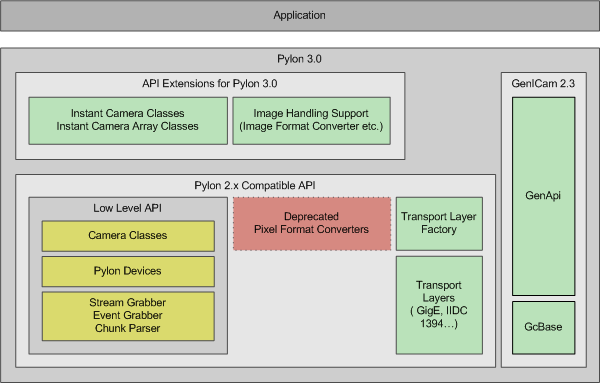 Application
Pylon 3.0
API Extensions for Pylon 3.0
Instant Camera Classes
Instant Camera Array Classes
Image Handling Support
(Image Format Converter etc.)
GenICam 2.3
GenApi
GcBase
Pylon 2.x Compatible API
Low Level API
Camera Classes
Pylon Devices
Stream Grabber
Event Grabber
Chunk Parser
Deprecated
Pixel Format Converters
Transport Layer
Factory
Transport
Layers
( GigE, IIDC
1394...)